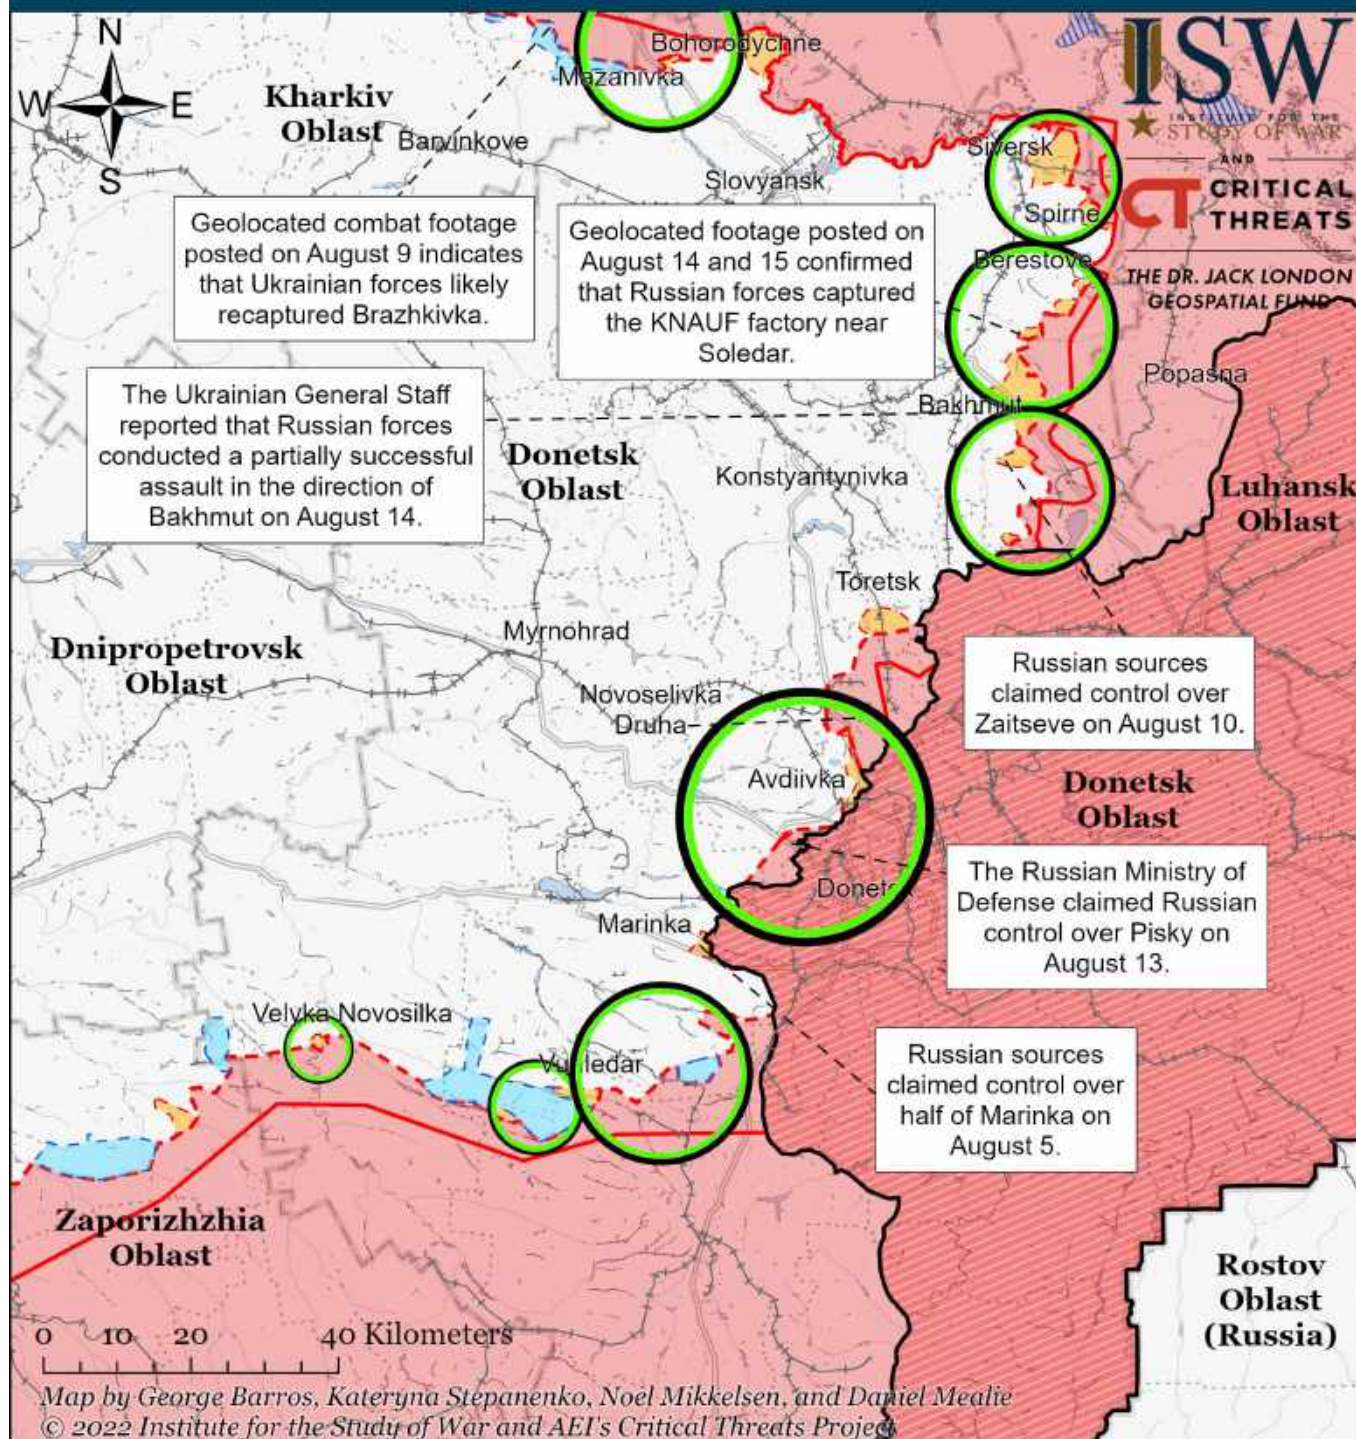 N
W
E
S
ISW
INSTITUTE FOR THE
STUDY OF WAR
AND
CT CRITICAL
THREATS
THE DR. JACK LONDON
GEOSPATIAL FUND
Bohorodychne
Mazanivka
Kharkiv
Oblast
Barvinkove
Siversk
Slovyansk
Spirne
Geolocated combat footage
posted on August 9 indicates
that Ukrainian forces likely
recaptured Brazhkivka.
Geolocated footage posted on
August 14 and 15 confirmed
that Russian forces captured
the KNAUF factory near
Soledar.
Berestove
Popasna
The Ukrainian General Staff
reported that Russian forces
conducted a partially successful
assault in the direction of
Bakhmut on August 14.
Bakhmut
Donetsk
Oblast
Konstyantynivka
Luhansk
Oblast
Toretsk
Myrnohrad
Dnipropetrovsk
Oblast
Russian sources
claimed control over
Zaitseve on August 10.
Novoselivka
Druha
Avdiivka
Donetsk
Oblast
Donetsk
The Russian Ministry of
Defense claimed Russian
control over Pisky on
August 13.
Marinka
Velyka Novosilka
Vuhledar
Russian sources
claimed control over
half of Marinka on
August 5.
Zaporizhzhia
Oblast
Rostov
Oblast
(Russia)
0 10 20 40 Kilometers
Map by George Barros, Kateryna Stepanenko, Noel Mikkelsen, and Daniel Mealie
© 2022 Institute for the Study of War and AEI's Critical Threats Project